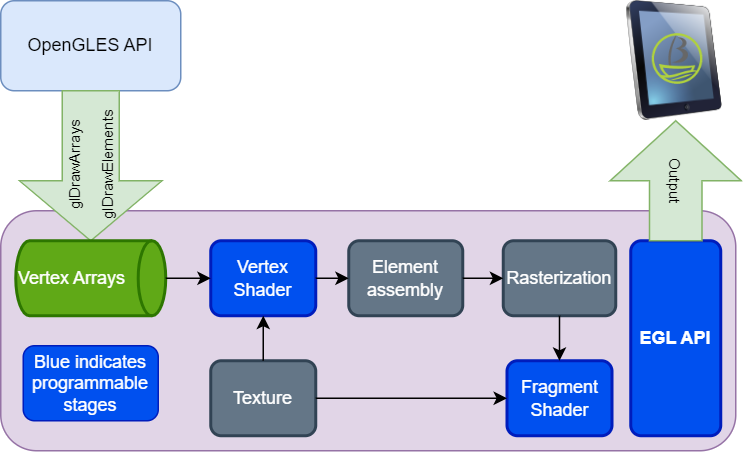 OpenGLES API
glDrawArrays
glDrawElements
β
Output
Vertex Arrays
Vertex
Shader
Element
assembly
Rasterization
EGL API
Blue indicates
programmable
stages
Texture
Fragment
Shader